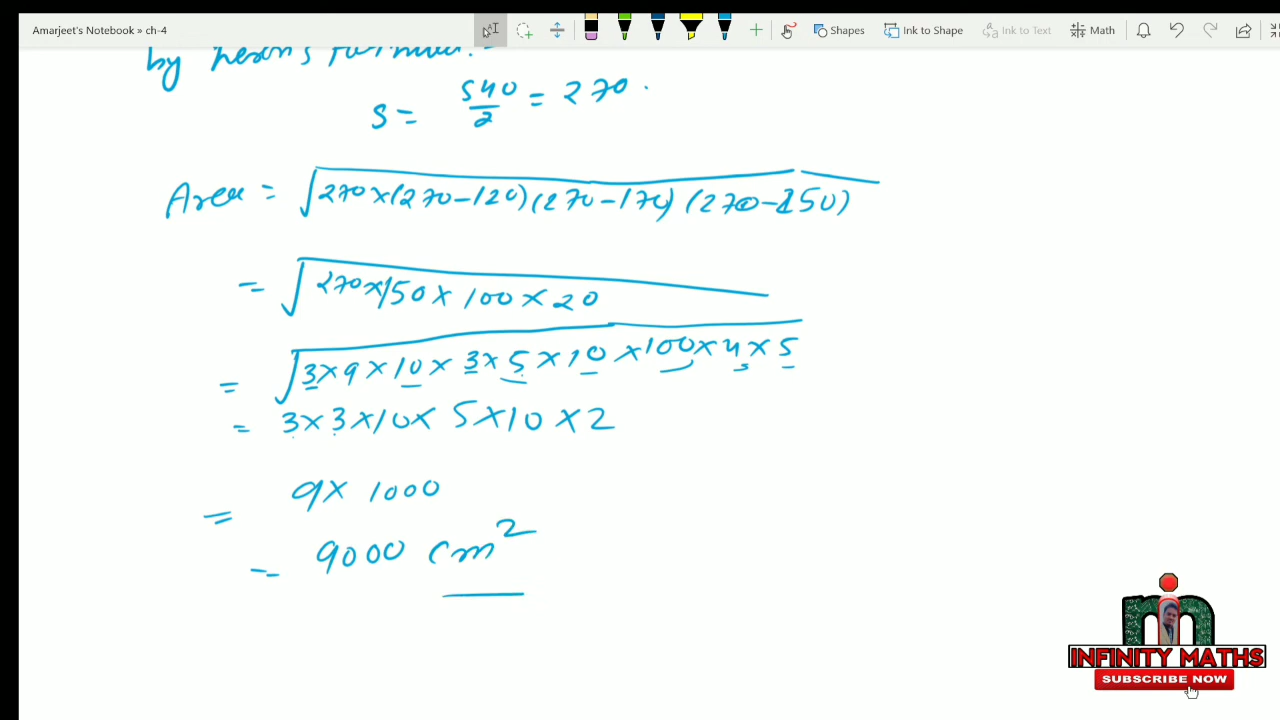 Amarjeet's Notebook » ch-4
Shapes
Ink to Shape
Ink to Text
Math
by heron's formula:-
S = 540/2 = 270.
Area = √270×(270-120)(270-170)(270-250)
= √270×150×100×20
= √3×9×10×3×5×10×100×4×5
= 3×3×10×5×10×2
= 9×1000
= 9000 cm²
INFINITY MATHS
SUBSCRIBE NOW